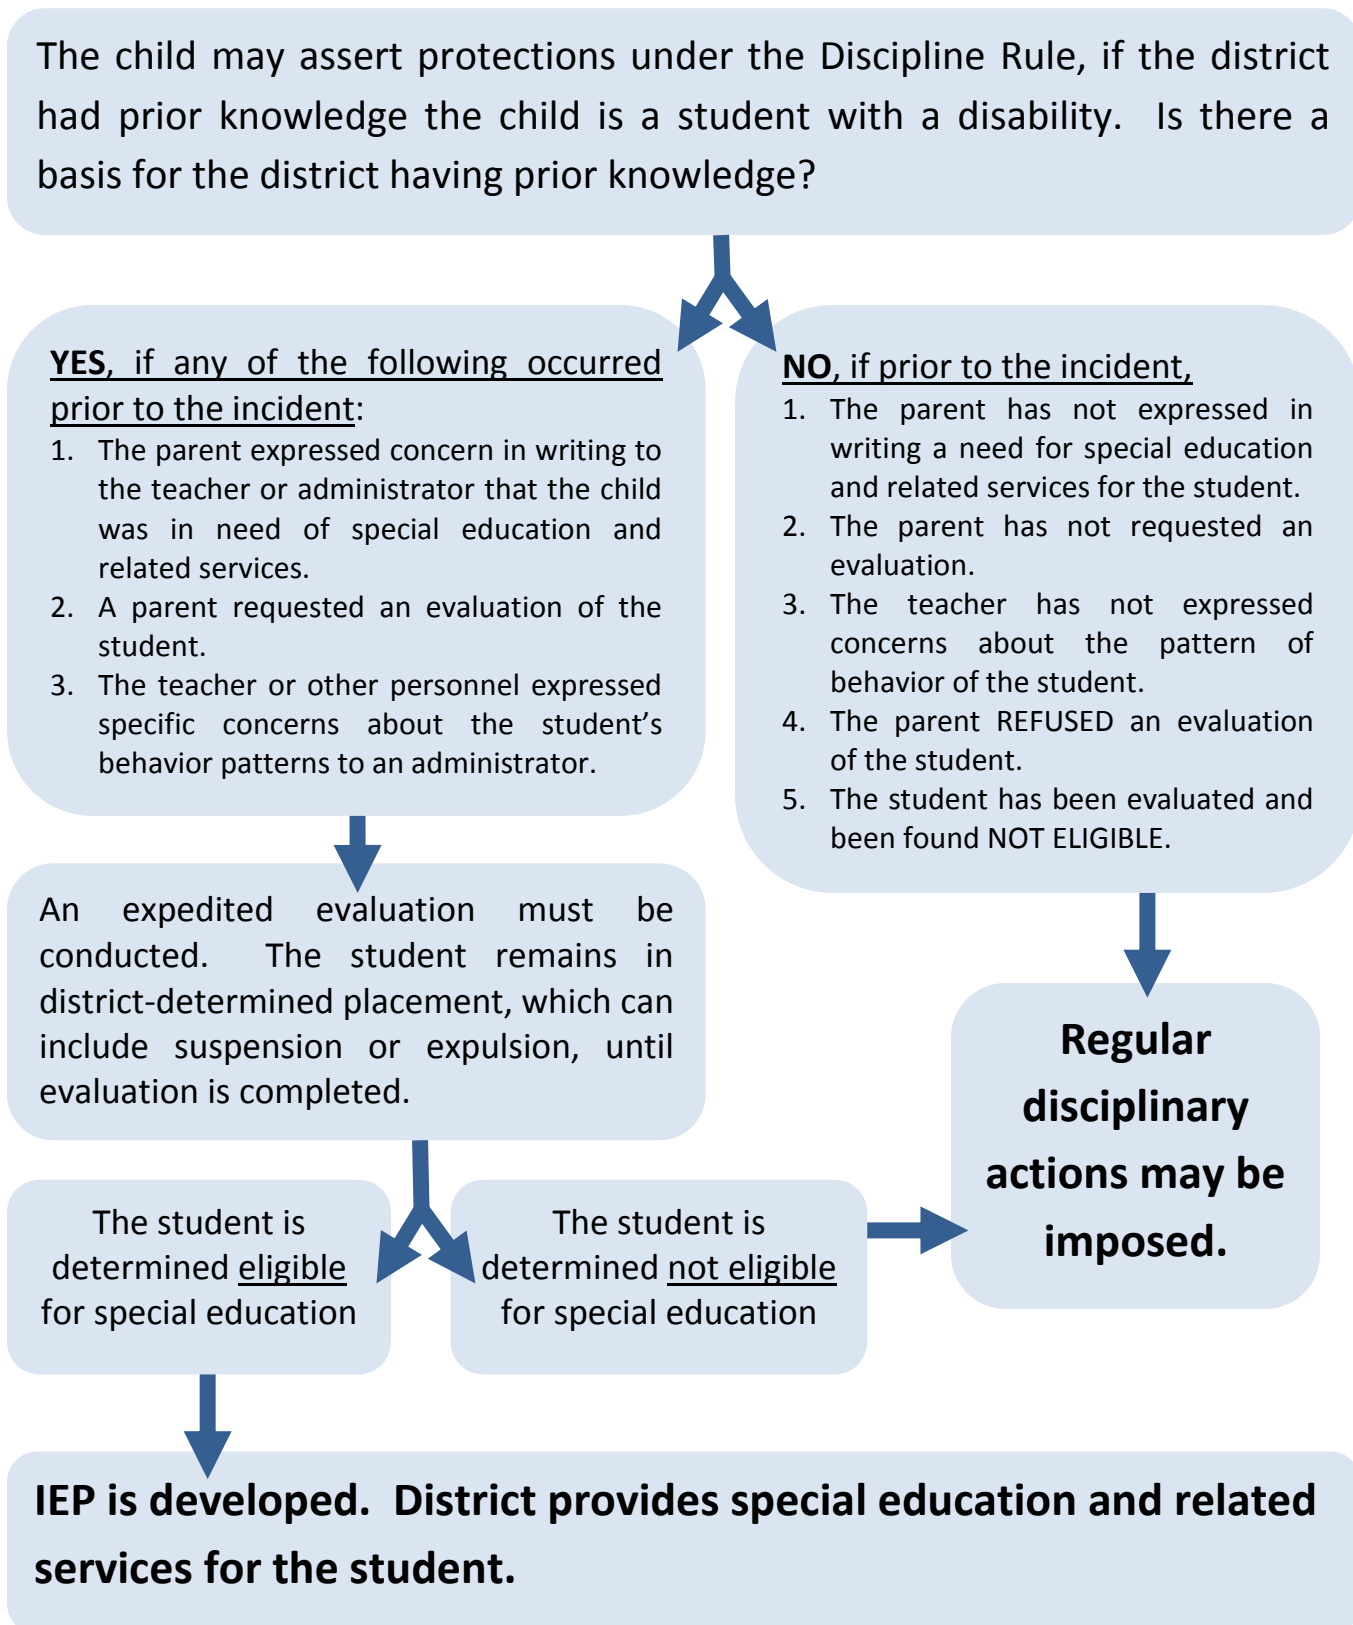 The child may assert protections under the Discipline Rule, if the district
had prior knowledge the child is a student with a disability.  Is there a
basis for the district having prior knowledge?
YES, if any of the following occurred
prior to the incident:
1. The parent expressed concern in writing to
the teacher or administrator that the child
was in need of special education and
related services.
2. A parent requested an evaluation of the
student.
3. The teacher or other personnel expressed
specific concerns about the student’s
behavior patterns to an administrator.
NO, if prior to the incident,
1. The parent has not expressed in
writing a need for special education
and related services for the student.
2. The parent has not requested an
evaluation.
3. The teacher has not expressed
concerns about the pattern of
behavior of the student.
4. The parent REFUSED an evaluation
of the student.
5. The student has been evaluated and
been found NOT ELIGIBLE.
An expedited evaluation must be
conducted.  The student remains in
district-determined placement, which can
include suspension or expulsion, until
evaluation is completed.
Regular
disciplinary
actions may be
imposed.
The student is
determined eligible
for special education
The student is
determined not eligible
for special education
IEP is developed.  District provides special education and related
services for the student.